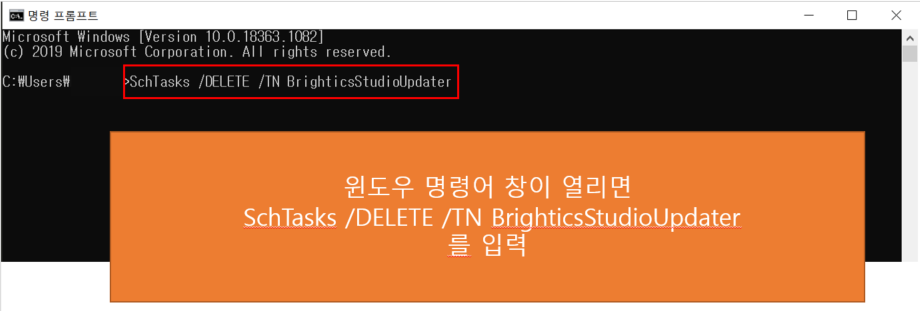 명령 프롬프트
Microsoft Windows [Version 10.0.18363.1082]
(c) 2019 Microsoft Corporation. All rights reserved.
C:₩Users₩ >SchTasks /DELETE /TN BrighticsStudioUpdater
윈도우 명령어 창이 열리면
SchTasks /DELETE /TN BrighticsStudioUpdater
를 입력